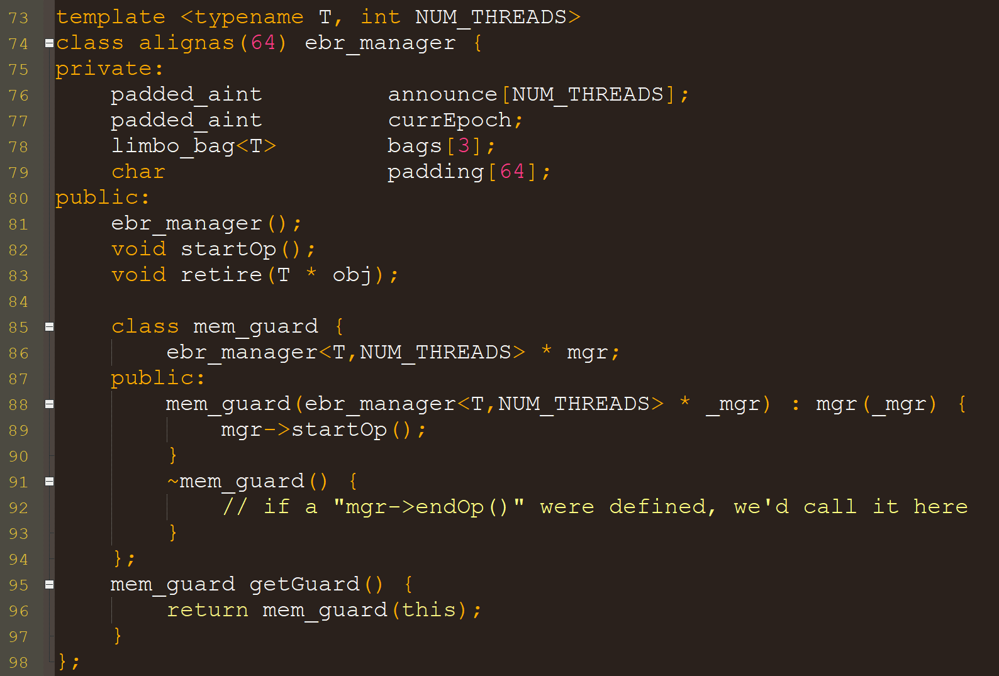 73 template <typename T, int NUM_THREADS>
74 class alignas(64) ebr_manager {
75 private:
76     padded_aint         announce[NUM_THREADS];
77     padded_aint         currEpoch;
78     limbo_bag<T>        bags[3];
79     char                padding[64];
80 public:
81     ebr_manager();
82     void startOp();
83     void retire(T * obj);
84
85     class mem_guard {
86         ebr_manager<T,NUM_THREADS> * mgr;
87     public:
88         mem_guard(ebr_manager<T,NUM_THREADS> * _mgr) : mgr(_mgr) {
89             mgr->startOp();
90         }
91         ~mem_guard() {
92             // if a "mgr->endOp()" were defined, we'd call it here
93         }
94     };
95     mem_guard getGuard() {
96         return mem_guard(this);
97     }
98 };